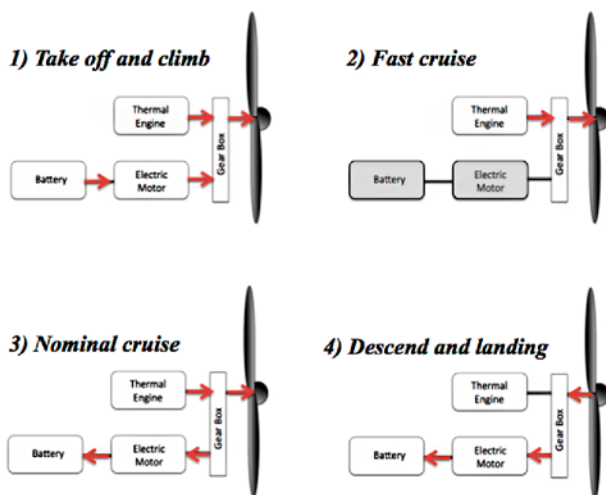 1) Take off and climb
Thermal
Engine
Gear Box
Battery
Electric
Motor
2) Fast cruise
Thermal
Engine
Gear Box
Battery
Electric
Motor
3) Nominal cruise
Thermal
Engine
Gear Box
Battery
Electric
Motor
4) Descend and landing
Thermal
Engine
Gear Box
Battery
Electric
Motor